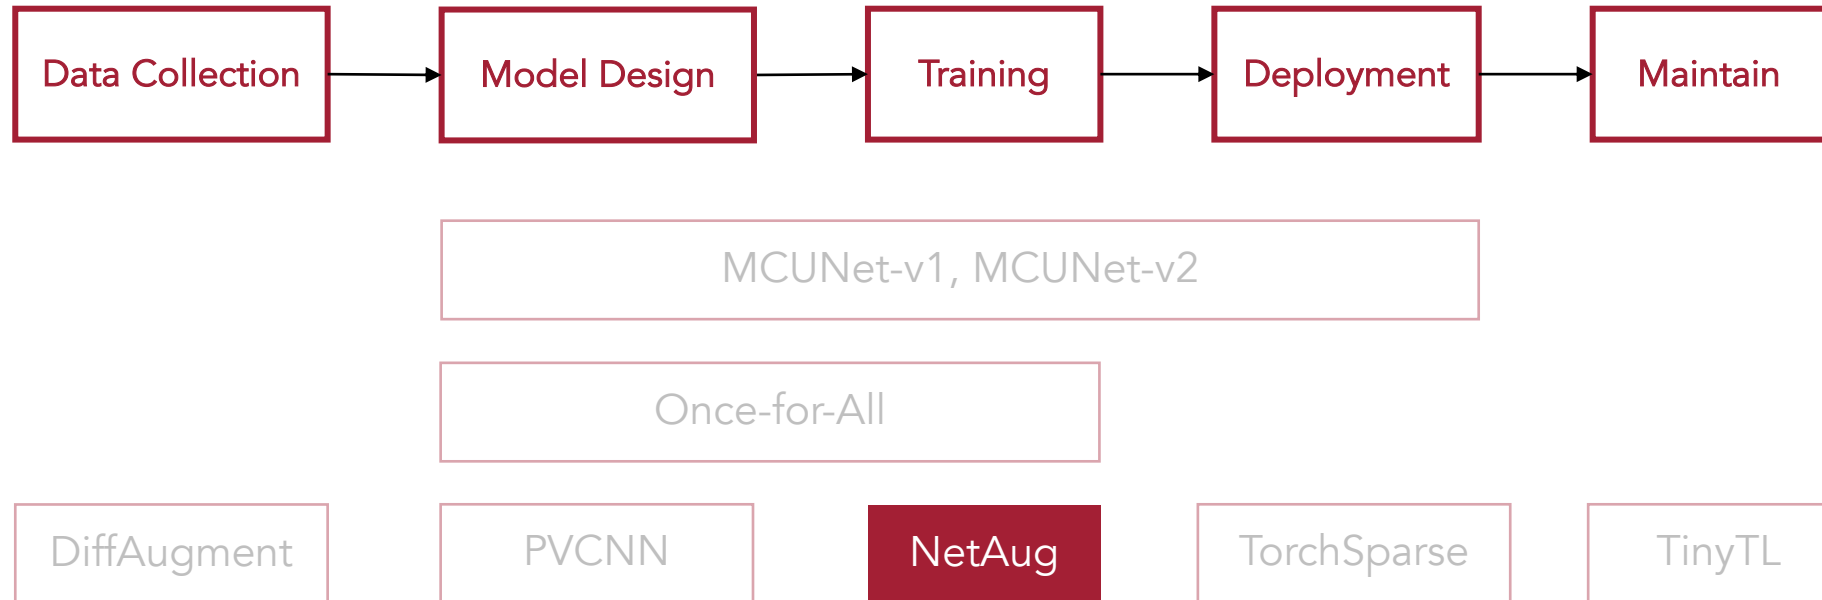 Data Collection
Model Design
Training
Deployment
Maintain
MCUNet-v1, MCUNet-v2
Once-for-All
DiffAugment
PVCNN
NetAug
TorchSparse
TinyTL